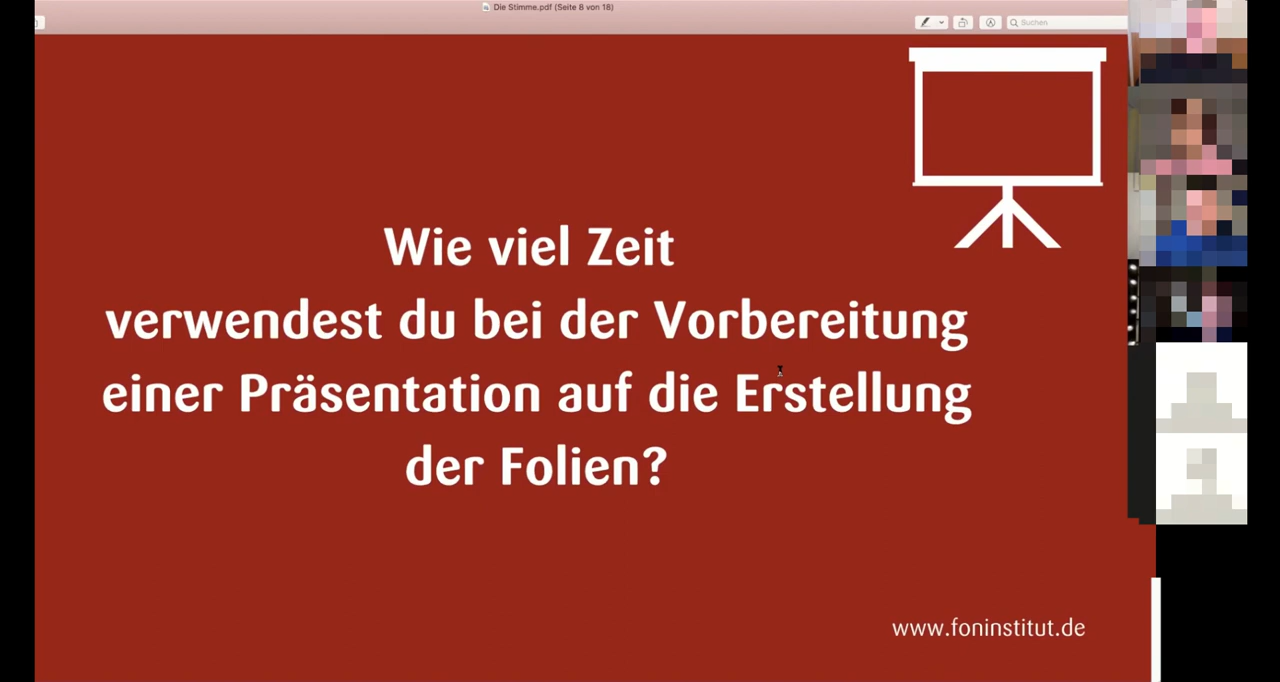 Die Stimme.pdf (Seite 8 von 18)
Suchen
Wie viel Zeit
verwendest du bei der Vorbereitung
einer Präsentation auf die Erstellung
der Folien?
www.foninstitut.de